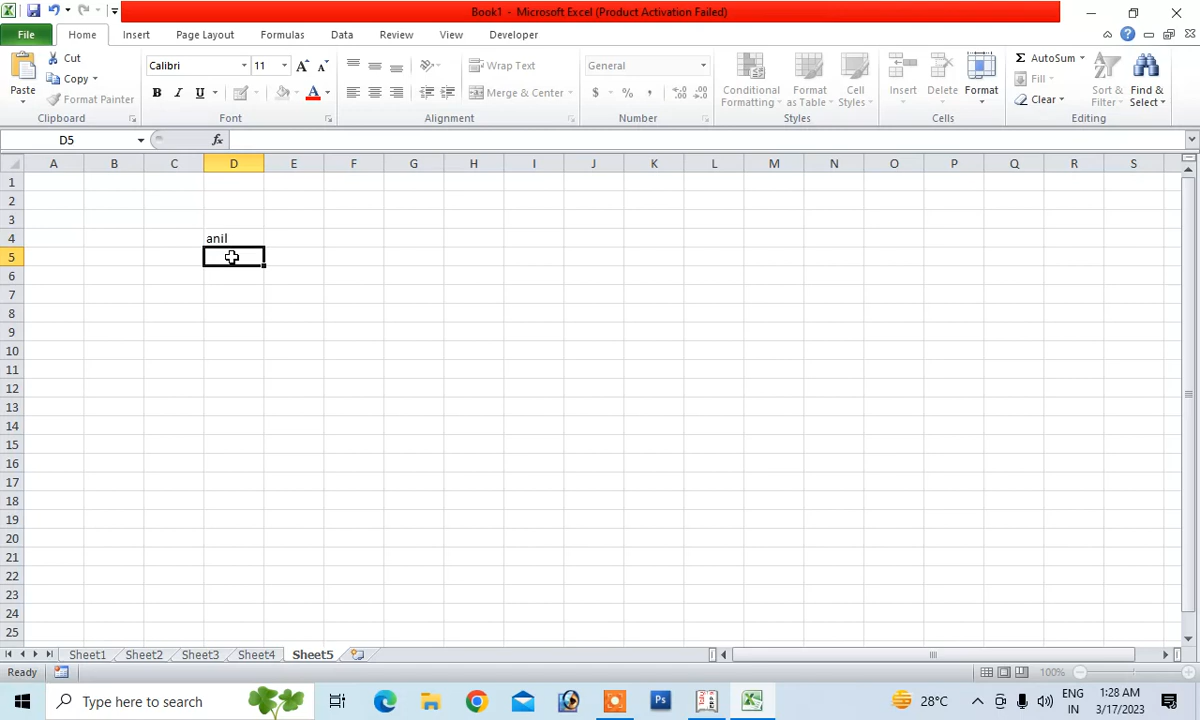 Book1 - Microsoft Excel (Product Activation Failed)
File Home Insert Page Layout Formulas Data Review View Developer
Paste
Cut
Copy
Format Painter
Clipboard
Calibri 11
B I U
Font
Wrap Text
Merge & Center
Alignment
General
$ % ,
Number
Conditional Formatting
Format as Table
Cell Styles
Styles
Insert Delete Format
Cells
AutoSum
Fill
Clear
Sort & Filter
Find & Select
Editing
D5 fx
A B C D E F G H I J K L M N O P Q R S
1
2
3
4 anil
5
6
7
8
9
10
11
12
13
14
15
16
17
18
19
20
21
22
23
24
25
Sheet1 Sheet2 Sheet3 Sheet4 Sheet5
Ready 100%
Type here to search
Ps
28°C
ENG
IN
1:28 AM
3/17/2023